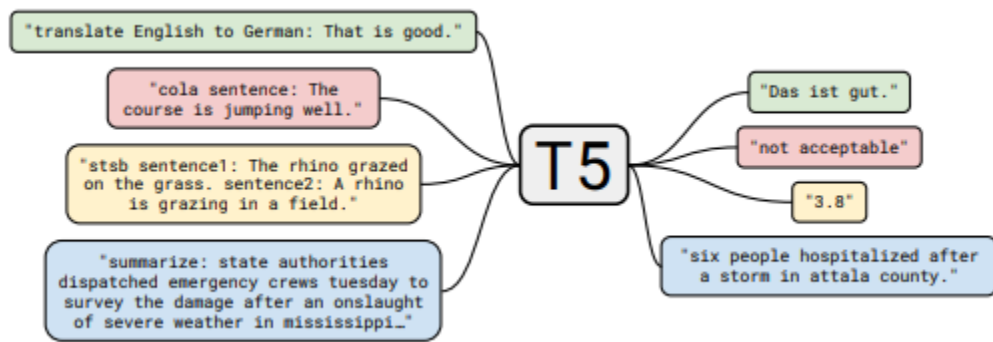 "translate English to German: That is good."
"cola sentence: The
course is jumping well."
"stsb sentence1: The rhino grazed
on the grass. sentence2: A rhino
is grazing in a field."
"summarize: state authorities
dispatched emergency crews tuesday to
survey the damage after an onslaught
of severe weather in mississippi…"
T5
"Das ist gut."
"not acceptable"
"3.8"
"six people hospitalized after
a storm in attala county."